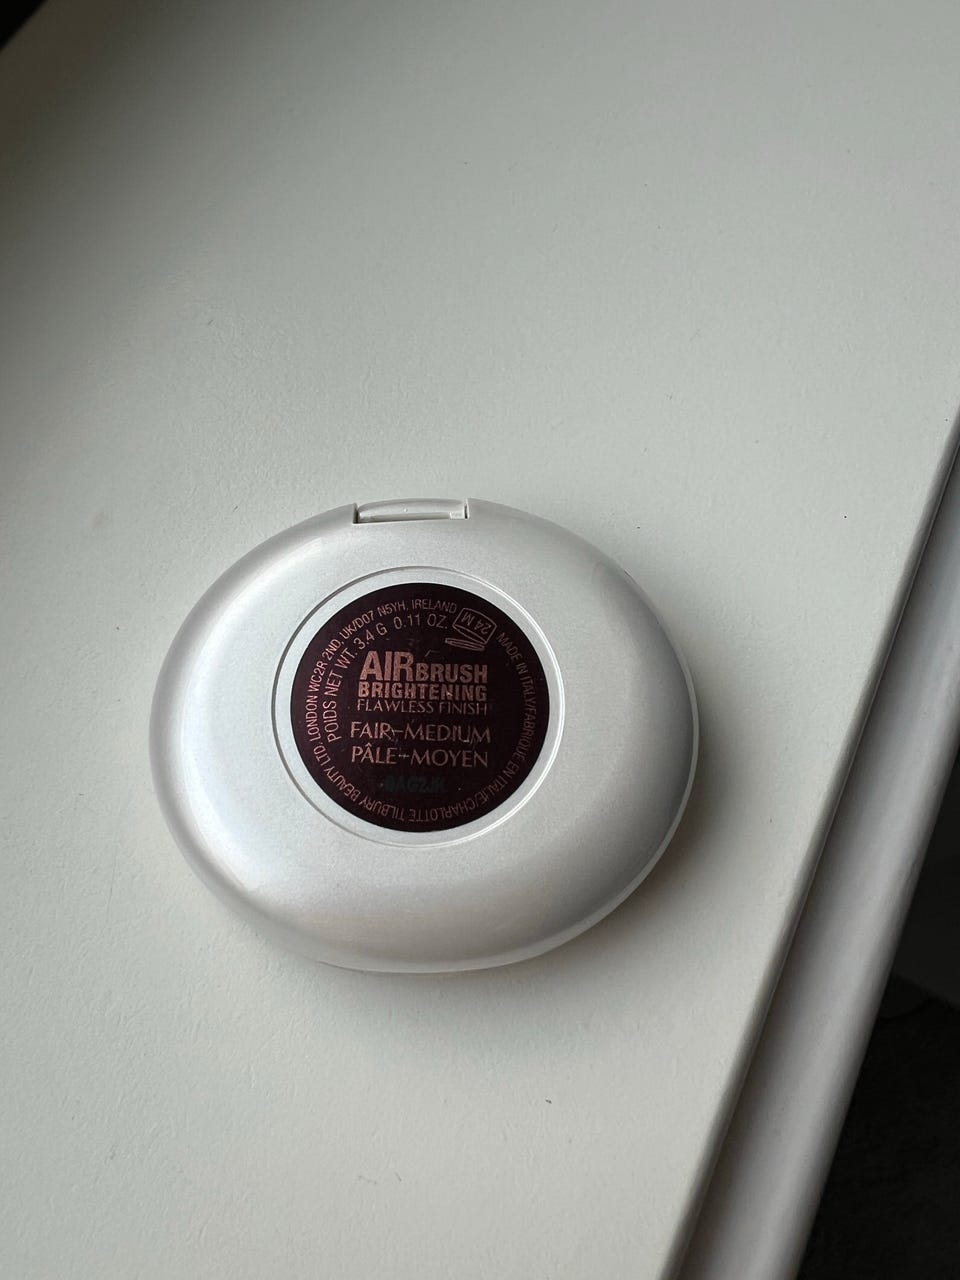 MADE IN ITALY/FABRIQUÉ EN ITALIE/CHARLOTTE TILBURY BEAUTY LTD, LONDON WC2R 2ND, UK/D07 N5YH, IRELAND
POIDS NET WT. 3.4 G 0.11 OZ.
24 M
AIRBRUSH
BRIGHTENING
FLAWLESS FINISH
FAIR-MEDIUM
PÂLE-MOYEN